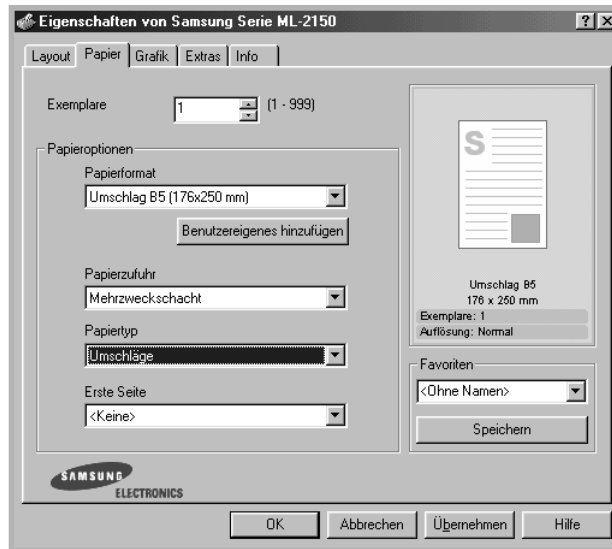 Eigenschaften von Samsung Serie ML-2150
Layout Papier Grafik Extras Info
Exemplare 1 (1 - 999)
Papieroptionen
Papierformat
Umschlag B5 (176x250 mm)
Benutzereigenes hinzufügen
Papierzufuhr
Mehrzweckschacht
Papiertyp
Umschläge
Erste Seite
<Keine>
S
Umschlag B5
176 x 250 mm
Exemplare: 1
Auflösung: Normal
Favoriten
<Ohne Namen>
Speichern
SAMSUNG
ELECTRONICS
OK Abbrechen Übernehmen Hilfe